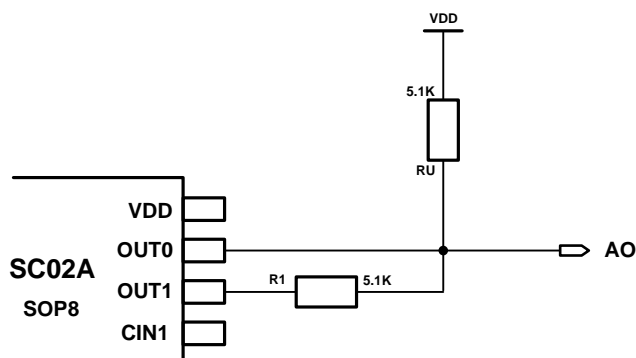 VDD
5.1K
RU
VDD
OUT0
AO
SC02A
OUT1
R1
5.1K
SOP8
CIN1